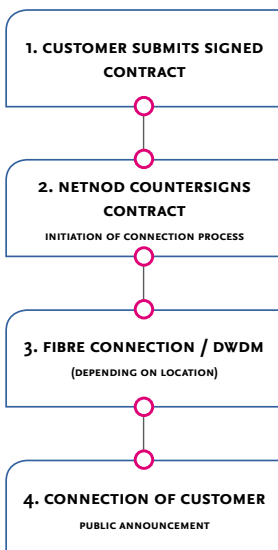 1. CUSTOMER SUBMITS SIGNED
CONTRACT
2. NETNOD COUNTERSIGNS
CONTRACT
INITIATION OF CONNECTION PROCESS
3. FIBRE CONNECTION / DWDM
(DEPENDING ON LOCATION)
4. CONNECTION OF CUSTOMER
PUBLIC ANNOUNCEMENT